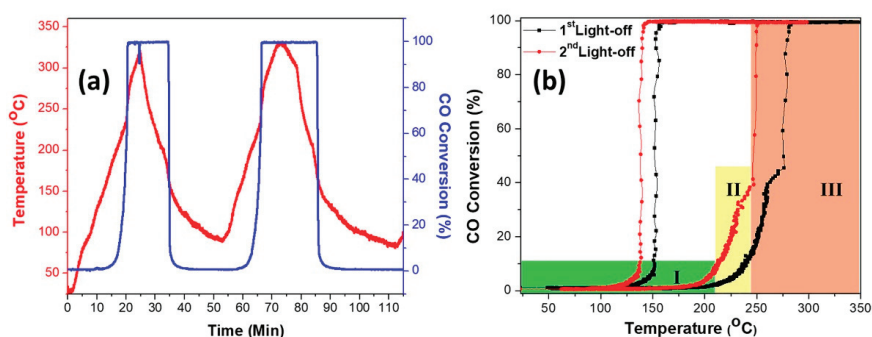 (a)
Temperature (°C)
350
300
250
200
150
100
50
0 10 20 30 40 50 60 70 80 90 100 110
Time (Min)
100
80
60
40
20
0
CO Conversion (%)
(b)
1st Light-off
2nd Light-off
CO Conversion (%)
100
80
60
40
20
0
I
II
III
50 100 150 200 250 300 350
Temperature (°C)